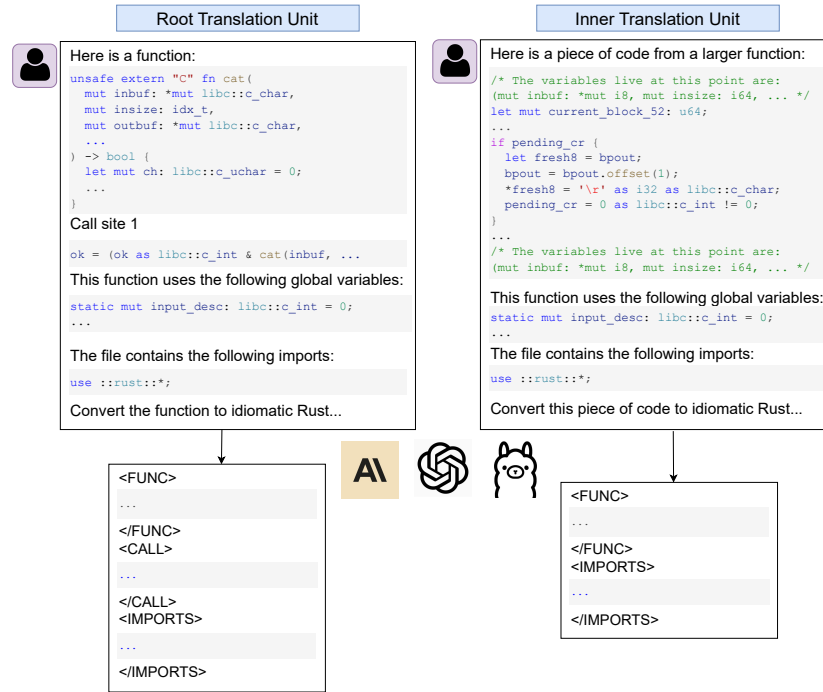 Root Translation Unit
Here is a function:
unsafe extern "C" fn cat(
mut inbuf: *mut libc::c_char,
mut insize: idx_t,
mut outbuf: *mut libc::c_char,
...
) -> bool {
let mut ch: libc::c_uchar = 0;
...
}
Call site 1
ok = (ok as libc::c_int & cat(inbuf, ...
This function uses the following global variables:
static mut input_desc: libc::c_int = 0;
...
The file contains the following imports:
use ::rust::*;
Convert the function to idiomatic Rust...
<FUNC>
...
</FUNC>
<CALL>
...
</CALL>
<IMPORTS>
...
</IMPORTS>
Inner Translation Unit
Here is a piece of code from a larger function:
/* The variables live at this point are:
(mut inbuf: *mut i8, mut insize: i64, ... */
let mut current_block_52: u64;
...
if pending_cr {
let fresh8 = bpout;
bpout = bpout.offset(1);
*fresh8 = '\r' as i32 as libc::c_char;
pending_cr = 0 as libc::c_int != 0;
}
...
/* The variables live at this point are:
(mut inbuf: *mut i8, mut insize: i64, ... */
This function uses the following global variables:
static mut input_desc: libc::c_int = 0;
...
The file contains the following imports:
use ::rust::*;
Convert this piece of code to idiomatic Rust...
A\
<FUNC>
...
</FUNC>
<IMPORTS>
...
</IMPORTS>